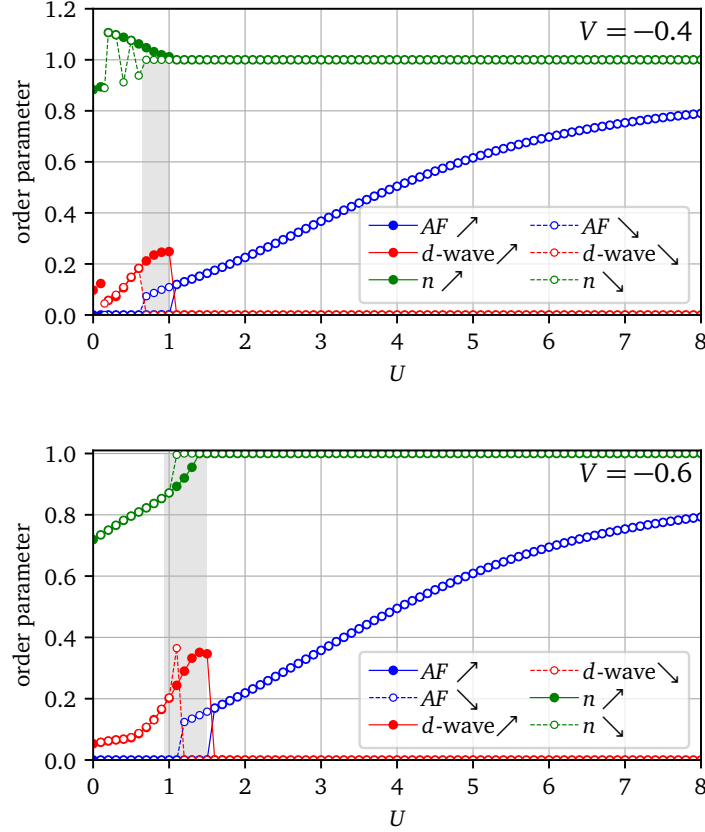 1.2
1.0
0.8
0.6
0.4
0.2
0.0
order parameter
V = −0.4
AF ↗ AF ↘
d-wave ↗ d-wave ↘
n ↗ n ↘
0 1 2 3 4 5 6 7 8
U
1.0
0.8
0.6
0.4
0.2
0.0
order parameter
V = −0.6
AF ↗ d-wave ↘
AF ↘ n ↗
d-wave ↗ n ↘
0 1 2 3 4 5 6 7 8
U